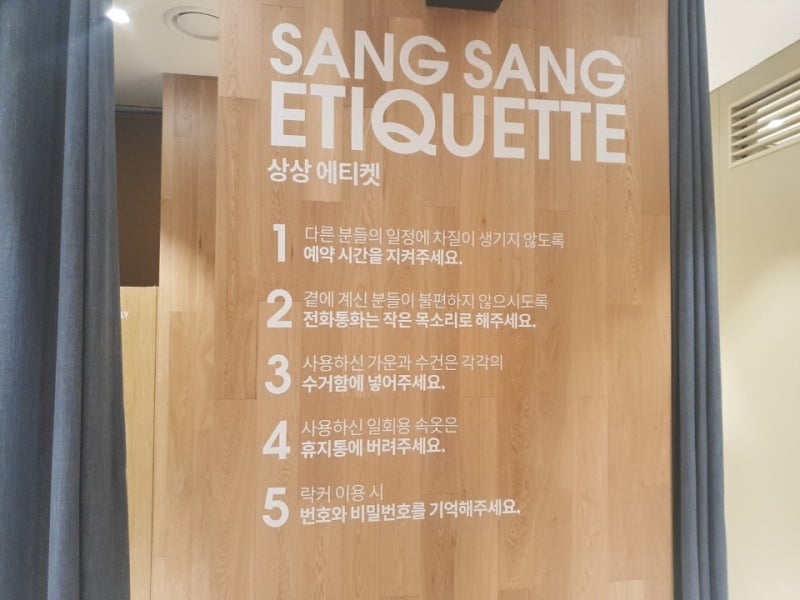 SANG SANG
ETIQUETTE
상상 에티켓
1 다른 분들의 일정에 차질이 생기지 않도록
예약 시간을 지켜주세요.
2 곁에 계신 분들이 불편하지 않으시도록
전화통화는 작은 목소리로 해주세요.
3 사용하신 가운과 수건은 각각의
수거함에 넣어주세요.
4 사용하신 일회용 속옷은
휴지통에 버려주세요.
5 락커 이용 시
번호와 비밀번호를 기억해주세요.